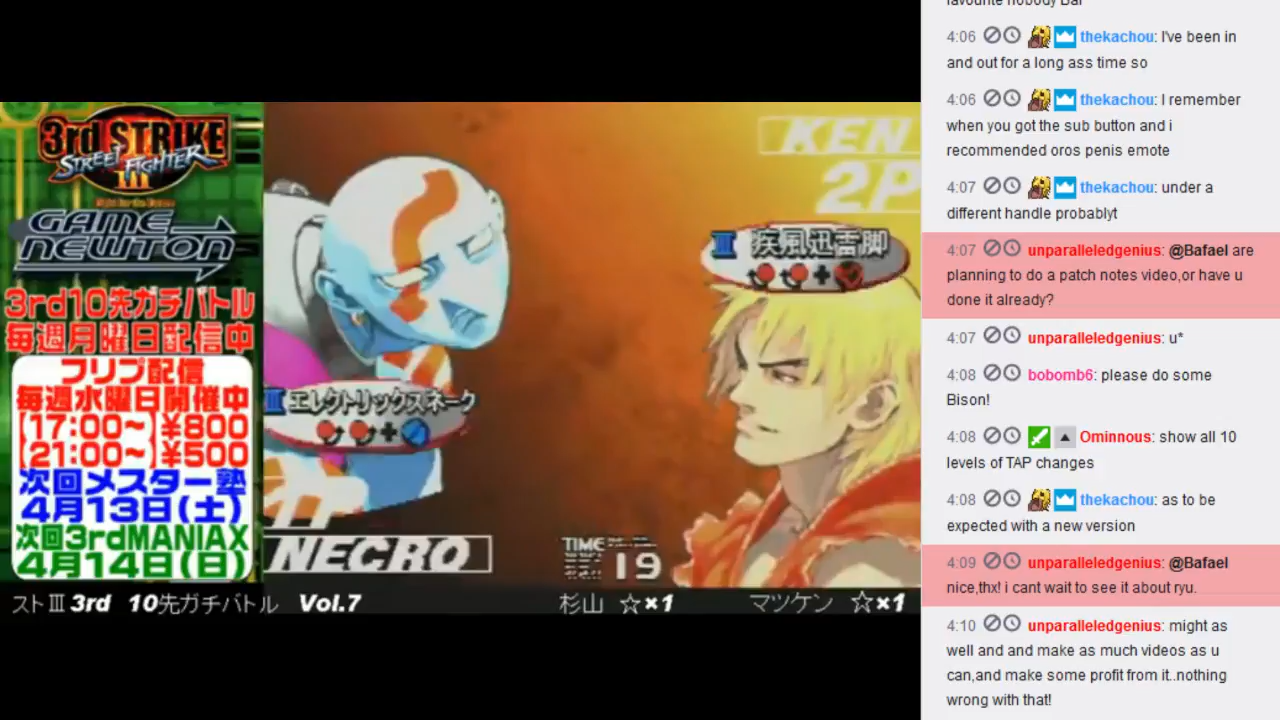 3rd STRIKE
STREET FIGHTER
III
GAME
NEWTON
3rd10先ガチバトル
毎週月曜日配信中
フリプ配信
毎週水曜日開催中
(17:00~)¥800
(21:00~)¥500
次回メスター塾
4月13日(土)
次回3rdMANIAX
4月14日(日)
KEN
2P
III 疾風迅雷脚
+
III エレクトリックスネーク
+
NECRO
TIME
19
ストIII 3rd 10先ガチバトル Vol.7
杉山 ☆×1
マツケン ☆×1
favourite nobody Baf
4:06 thekachou: I've been in
and out for a long ass time so
4:06 thekachou: I remember
when you got the sub button and i
recommended oros penis emote
4:07 thekachou: under a
different handle probablyt
4:07 unparalleledgenius: @Bafael are
planning to do a patch notes video,or have u
done it already?
4:07 unparalleledgenius: u*
4:08 bobomb6: please do some
Bison!
4:08 Ominnous: show all 10
levels of TAP changes
4:08 thekachou: as to be
expected with a new version
4:09 unparalleledgenius: @Bafael
nice,thx! i cant wait to see it about ryu.
4:10 unparalleledgenius: might as
well and and make as much videos as u
can,and make some profit from it..nothing
wrong with that!